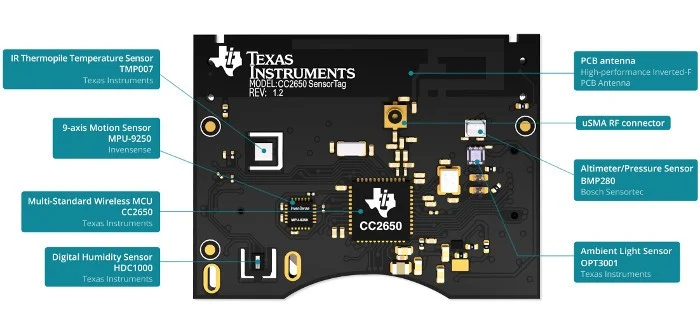 IR Thermopile Temperature Sensor
TMP007
Texas Instruments
9-axis Motion Sensor
MPU-9250
Invensense
Multi-Standard Wireless MCU
CC2650
Texas Instruments
Digital Humidity Sensor
HDC1000
Texas Instruments
TEXAS
INSTRUMENTS
MODEL:CC2650 SensorTag
REV: 1.2
InvenSense
MPU-9250
CC2650
PCB antenna
High-performance Inverted-F
PCB Antenna
uSMA RF connector
Altimeter/Pressure Sensor
BMP280
Bosch Sensortec
Ambient Light Sensor
OPT3001
Texas Instruments